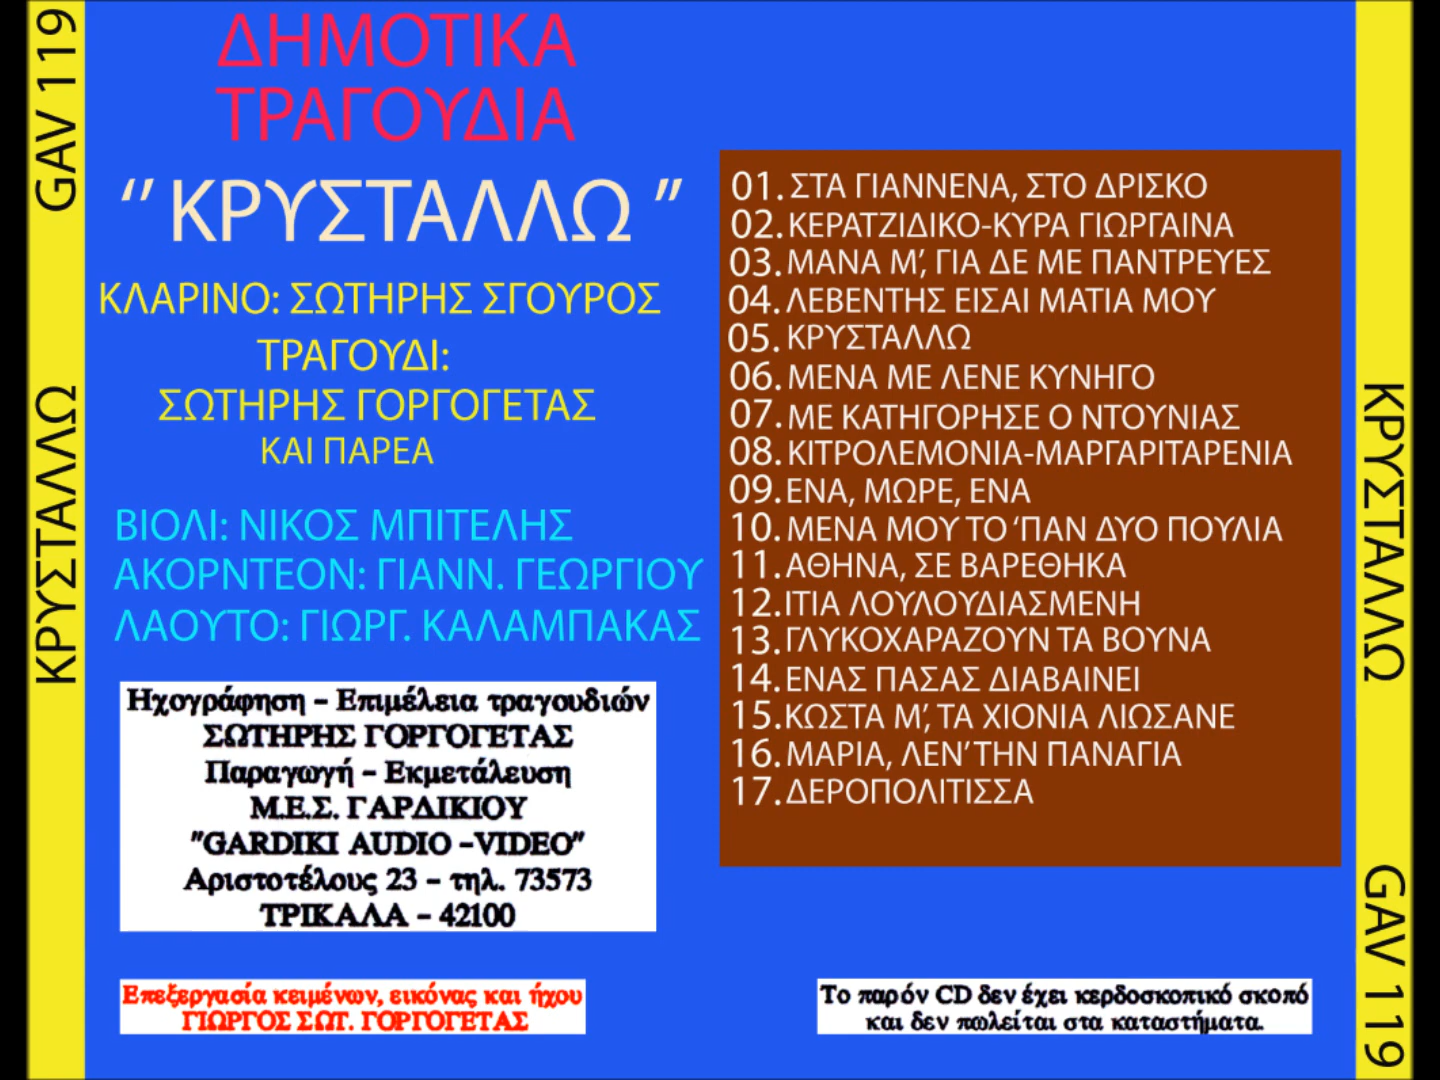 GAV 119
ΚΡΥΣΤΑΛΛΩ
ΔΗΜΟΤΙΚΑ
ΤΡΑΓΟΥΔΙΑ
‘‘ ΚΡΥΣΤΑΛΛΩ ’’
ΚΛΑΡΙΝΟ: ΣΩΤΗΡΗΣ ΣΓΟΥΡΟΣ
ΤΡΑΓΟΥΔΙ:
ΣΩΤΗΡΗΣ ΓΟΡΓΟΓΕΤΑΣ
ΚΑΙ ΠΑΡΕΑ
ΒΙΟΛΙ: ΝΙΚΟΣ ΜΠΙΤΕΛΗΣ
ΑΚΟΡΝΤΕΟΝ: ΓΙΑΝΝ. ΓΕΩΡΓΙΟΥ
ΛΑΟΥΤΟ: ΓΙΩΡΓ. ΚΑΛΑΜΠΑΚΑΣ
Ηχογράφηση – Επιμέλεια τραγουδιών
ΣΩΤΗΡΗΣ ΓΟΡΓΟΓΕΤΑΣ
Παραγωγή – Εκμετάλευση
Μ.Ε.Σ. ΓΑΡΔΙΚΙΟΥ
"GARDIKI AUDIO –VIDEO"
Αριστοτέλους 23 – τηλ. 73573
ΤΡΙΚΑΛΑ – 42100
Επεξεργασία κειμένων, εικόνας και ήχου
ΓΙΩΡΓΟΣ ΣΩΤ. ΓΟΡΓΟΓΕΤΑΣ
01. ΣΤΑ ΓΙΑΝΝΕΝΑ, ΣΤΟ ΔΡΙΣΚΟ
02. ΚΕΡΑΤΖΙΔΙΚΟ-ΚΥΡΑ ΓΙΩΡΓΑΙΝΑ
03. ΜΑΝΑ Μ’, ΓΙΑ ΔΕ ΜΕ ΠΑΝΤΡΕΥΕΣ
04. ΛΕΒΕΝΤΗΣ ΕΙΣΑΙ ΜΑΤΙΑ ΜΟΥ
05. ΚΡΥΣΤΑΛΛΩ
06. ΜΕΝΑ ΜΕ ΛΕΝΕ ΚΥΝΗΓΟ
07. ΜΕ ΚΑΤΗΓΟΡΗΣΕ Ο ΝΤΟΥΝΙΑΣ
08. ΚΙΤΡΟΛΕΜΟΝΙΑ-ΜΑΡΓΑΡΙΤΑΡΕΝΙΑ
09. ΕΝΑ, ΜΩΡΕ, ΕΝΑ
10. ΜΕΝΑ ΜΟΥ ΤΟ ‘ΠΑΝ ΔΥΟ ΠΟΥΛΙΑ
11. ΑΘΗΝΑ, ΣΕ ΒΑΡΕΘΗΚΑ
12. ΙΤΙΑ ΛΟΥΛΟΥΔΙΑΣΜΕΝΗ
13. ΓΛΥΚΟΧΑΡΑΖΟΥΝ ΤΑ ΒΟΥΝΑ
14. ΕΝΑΣ ΠΑΣΑΣ ΔΙΑΒΑΙΝΕΙ
15. ΚΩΣΤΑ Μ’, ΤΑ ΧΙΟΝΙΑ ΛΙΩΣΑΝΕ
16. ΜΑΡΙΑ, ΛΕΝ’ ΤΗΝ ΠΑΝΑΓΙΑ
17. ΔΕΡΟΠΟΛΙΤΙΣΣΑ
Το παρόν CD δεν έχει κερδοσκοπικό σκοπό
και δεν πωλείται στα καταστήματα.
ΚΡΥΣΤΑΛΛΩ
GAV 119